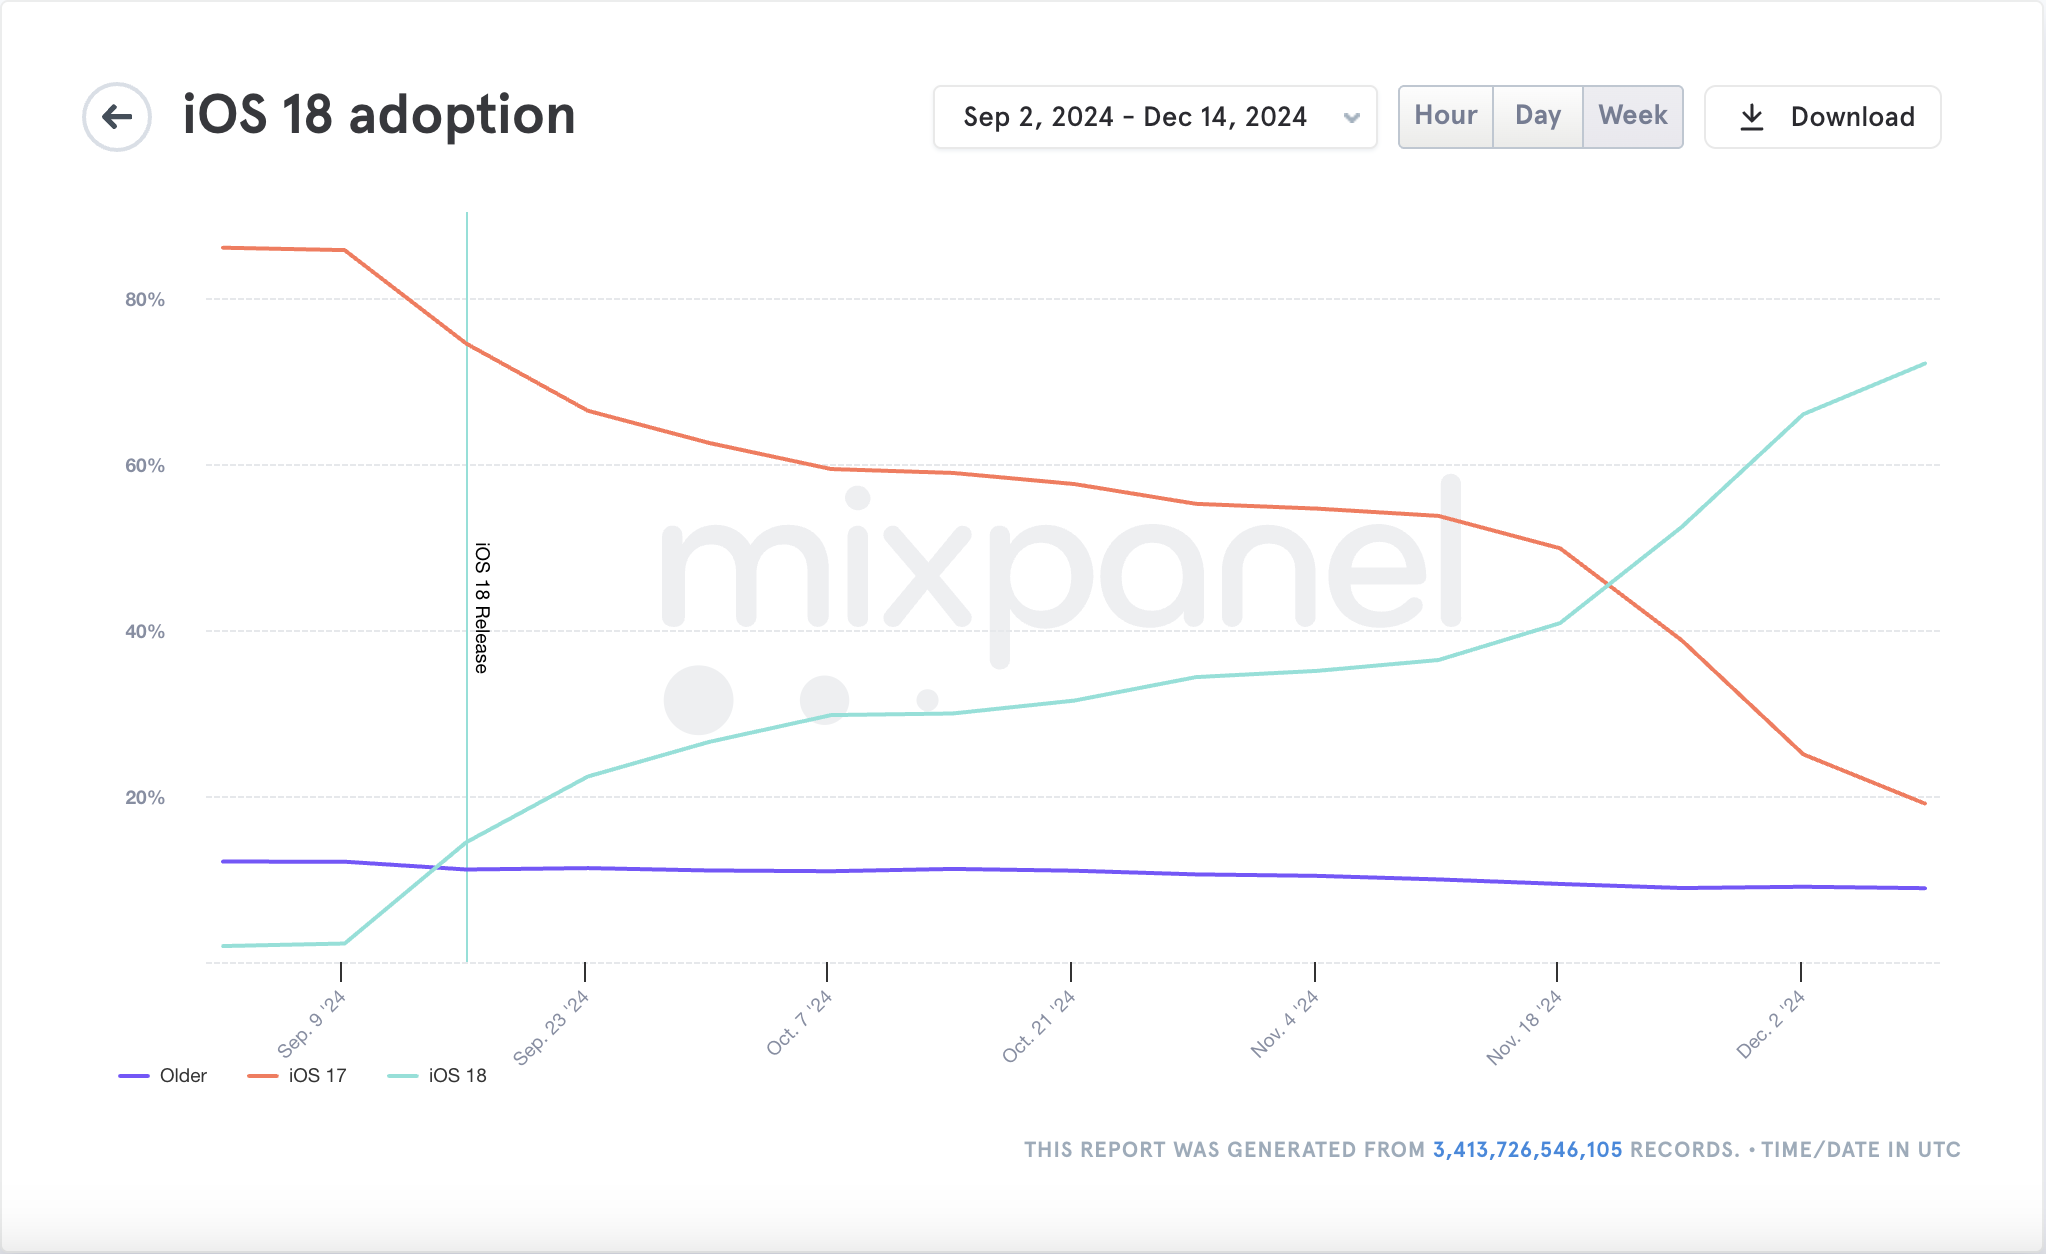 iOS 18 adoption
Sep 2, 2024 - Dec 14, 2024
Hour
Day
Week
Download
80%
60%
40%
20%
iOS 18 Release
mixpanel
Sep. 9 '24
Sep. 23 '24
Oct. 7 '24
Oct. 21 '24
Nov. 4 '24
Nov. 18 '24
Dec. 2 '24
Older
iOS 17
iOS 18
THIS REPORT WAS GENERATED FROM 3,413,726,546,105 RECORDS. • TIME/DATE IN UTC